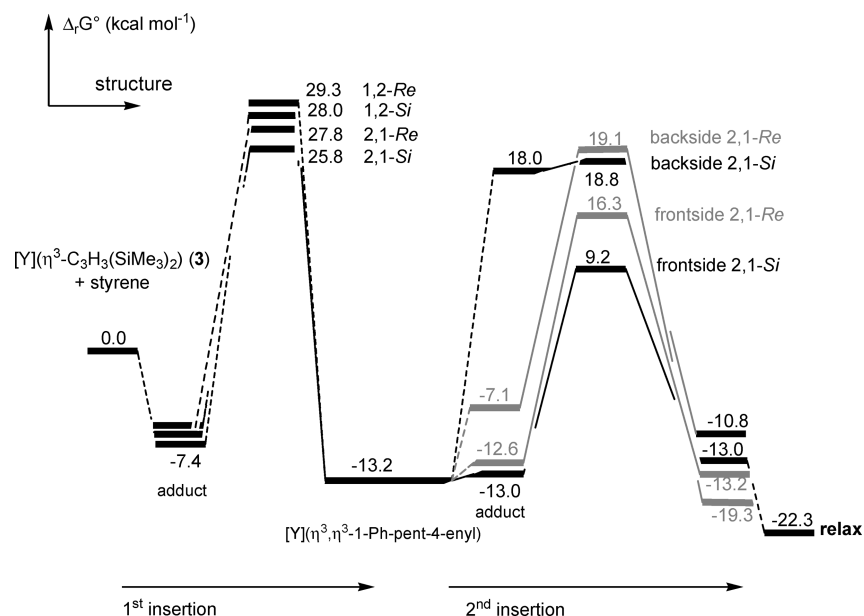 ΔrG° (kcal mol-1)
structure
29.3 1,2-Re
28.0 1,2-Si
27.8 2,1-Re
25.8 2,1-Si
19.1 backside 2,1-Re
18.0 backside 2,1-Si
18.8
16.3 frontside 2,1-Re
9.2 frontside 2,1-Si
[Y](η3-C3H3(SiMe3)2) (3)
+ styrene
0.0
-7.4
adduct
-13.2
[Y](η3,η3-1-Ph-pent-4-enyl)
-7.1
-12.6
-13.0
adduct
-10.8
-13.0
-13.2
-19.3
-22.3 relax
1st insertion
2nd insertion